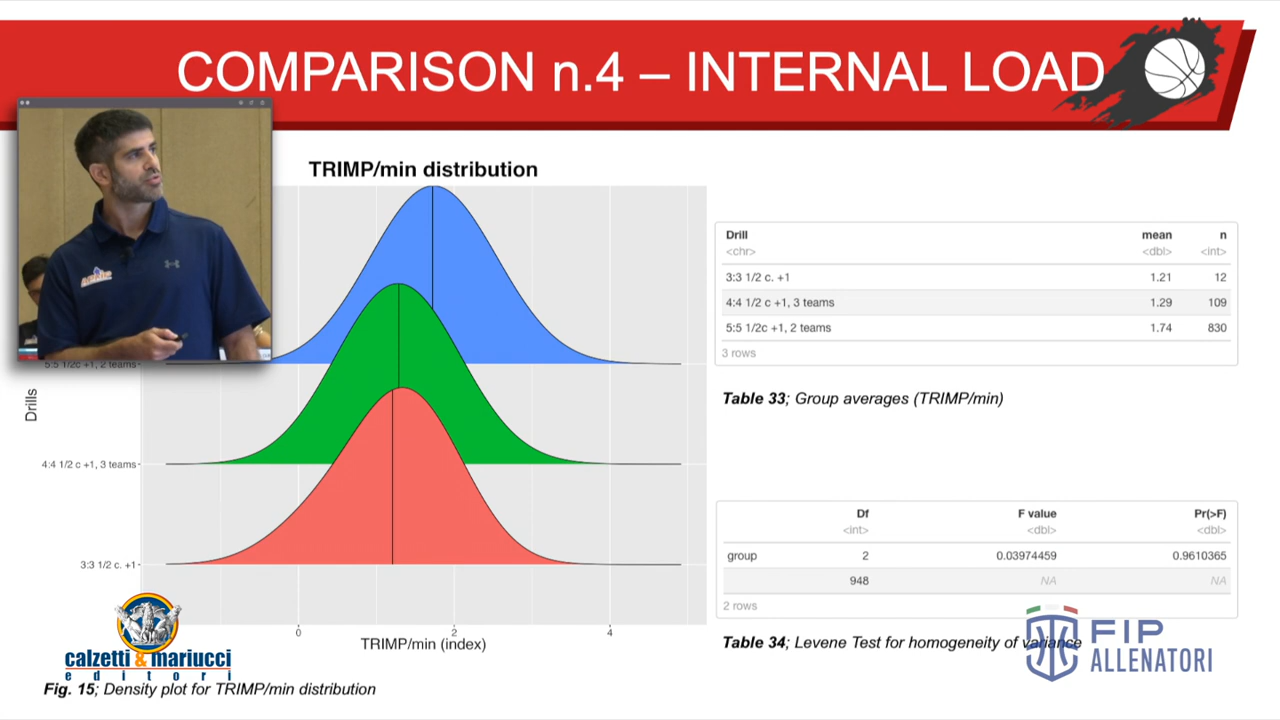 COMPARISON n.4 – INTERNAL LOAD
TRIMP/min distribution
Drills
5:5 1/2c +1, 2 teams
4:4 1/2 c +1, 3 teams
3:3 1/2 c. +1
0 2 4
TRIMP/min (index)
Fig. 15; Density plot for TRIMP/min distribution
Drill mean n
<chr> <dbl> <int>
3:3 1/2 c. +1 1.21 12
4:4 1/2 c +1, 3 teams 1.29 109
5:5 1/2c +1, 2 teams 1.74 830
3 rows
Table 33; Group averages (TRIMP/min)
Df F value Pr(>F)
<int> <dbl> <dbl>
group 2 0.03974459 0.9610365
948 NA NA
2 rows
Table 34; Levene Test for homogeneity of variance
calzetti & mariucci
editori
FIP
ALLENATORI